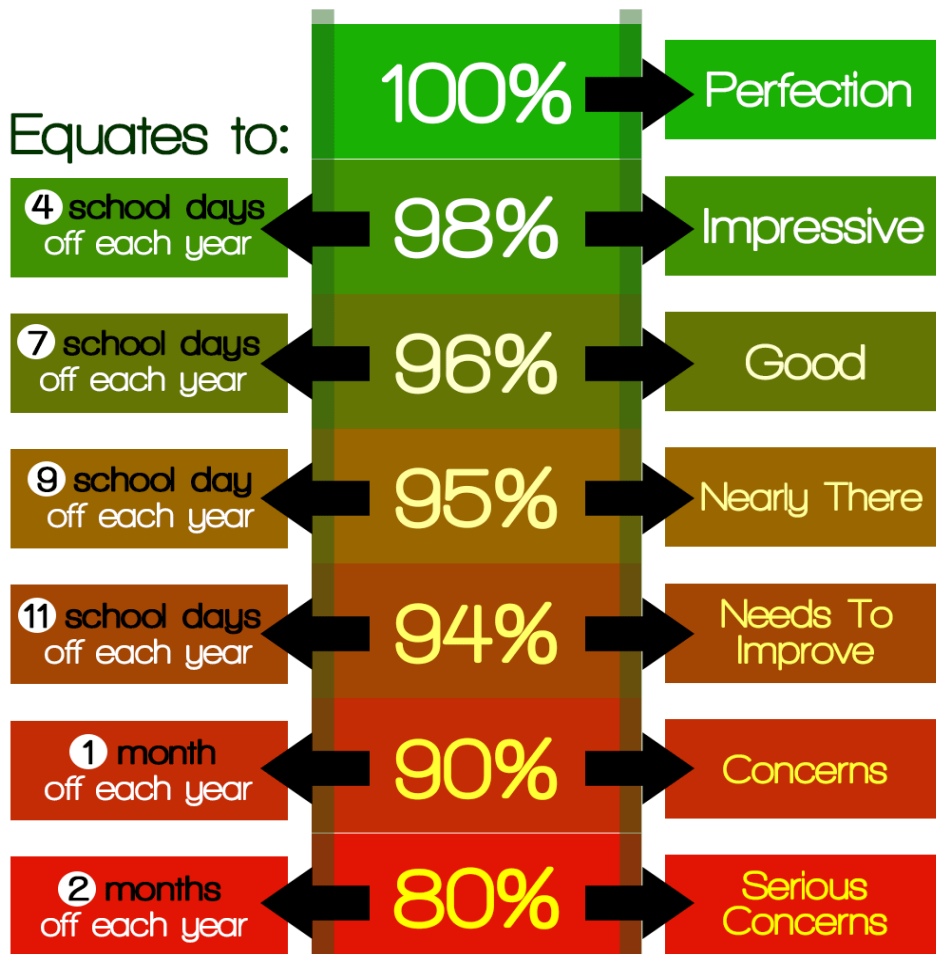 100%
Perfection
Equates to:
4 school days
off each year
98%
Impressive
7 school days
off each year
96%
Good
9 school day
off each year
95%
Nearly There
11 school days
off each year
94%
Needs To
Improve
1 month
off each year
90%
Concerns
2 months
off each year
80%
Serious
Concerns